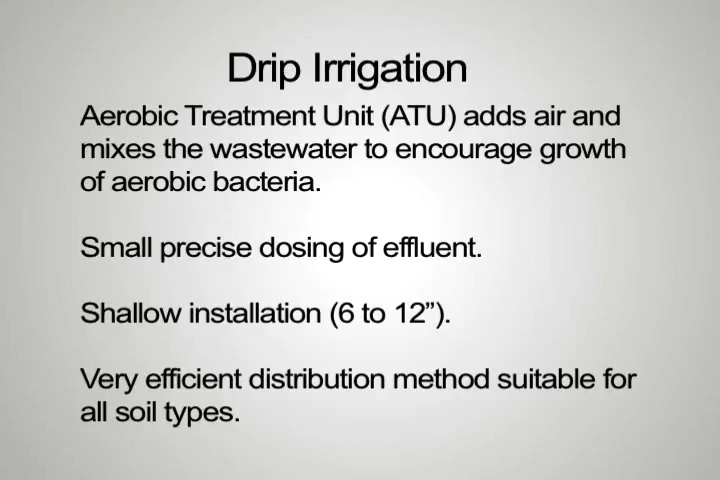 Drip Irrigation
Aerobic Treatment Unit (ATU) adds air and
mixes the wastewater to encourage growth
of aerobic bacteria.
Small precise dosing of effluent.
Shallow installation (6 to 12”).
Very efficient distribution method suitable for
all soil types.